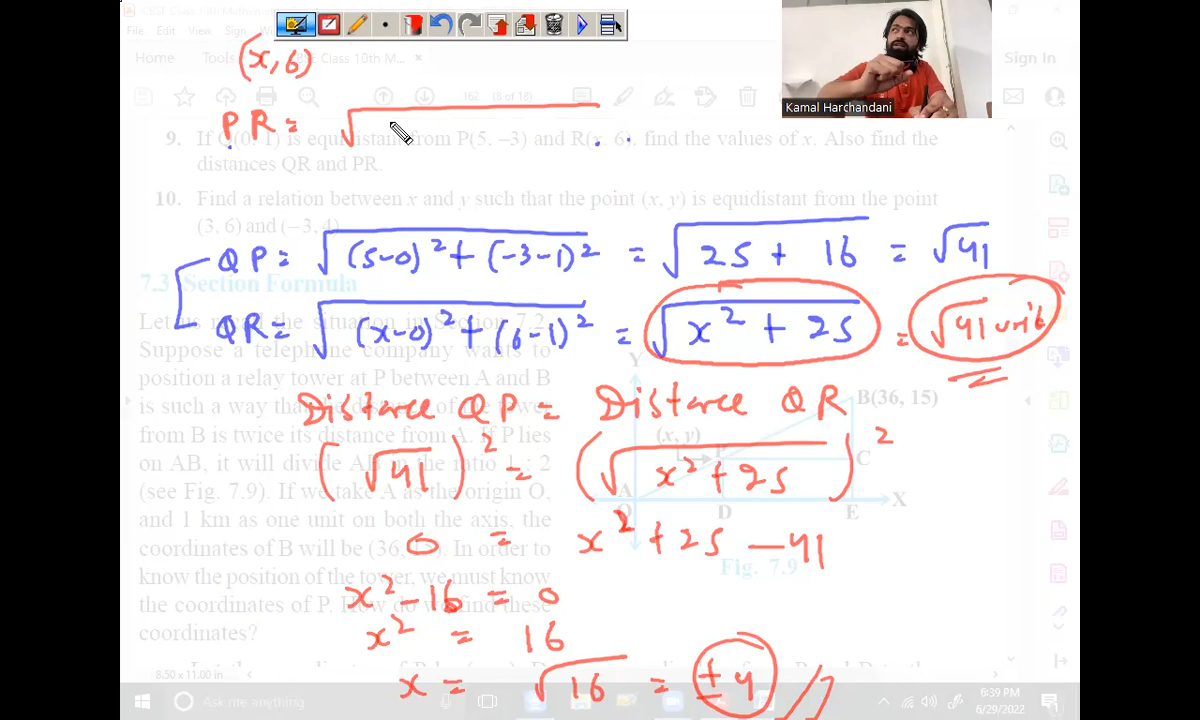 Home Tools
Sign In
(x, 6)
PR =
Kamal Harchandani
9. If Q(0, 1) is equidistant from P(5, –3) and R(x, 6), find the values of x. Also find the
distances QR and PR.
10. Find a relation between x and y such that the point (x, y) is equidistant from the point
(3, 6) and (– 3, 4).
QP = √(5-0)² + (-3-1)² = √25 + 16 = √41
7.3 Section Formula
QR = √(x-0)² + (6-1)² = √x² + 25 = √41 unit
Let us the situation in Section 7.2.
Suppose a telephone company wants to
position a relay tower at P between A and B
is such a way that the distance of the tower
from B is twice its distance from A. If P lies
on AB, it will divide AB in the ratio 1 : 2
(see Fig. 7.9). If we take A as the origin O,
and 1 km as one unit on both the axis, the
coordinates of B will be (36, 15). In order to
know the position of the tower, we must know
the coordinates of P. How do we find these
coordinates?
Distance QP = Distance QR
(√41)² = (√x² + 25)²
0 = x² + 25 - 41
x² - 16 = 0
x² = 16
x = √16 = ±4
Y
B(36, 15)
(x, y)
P
C
A
O
D
E
X
Fig. 7.9
8.50 x 11.00 in
Ask me anything
6:39 PM
6/29/2022